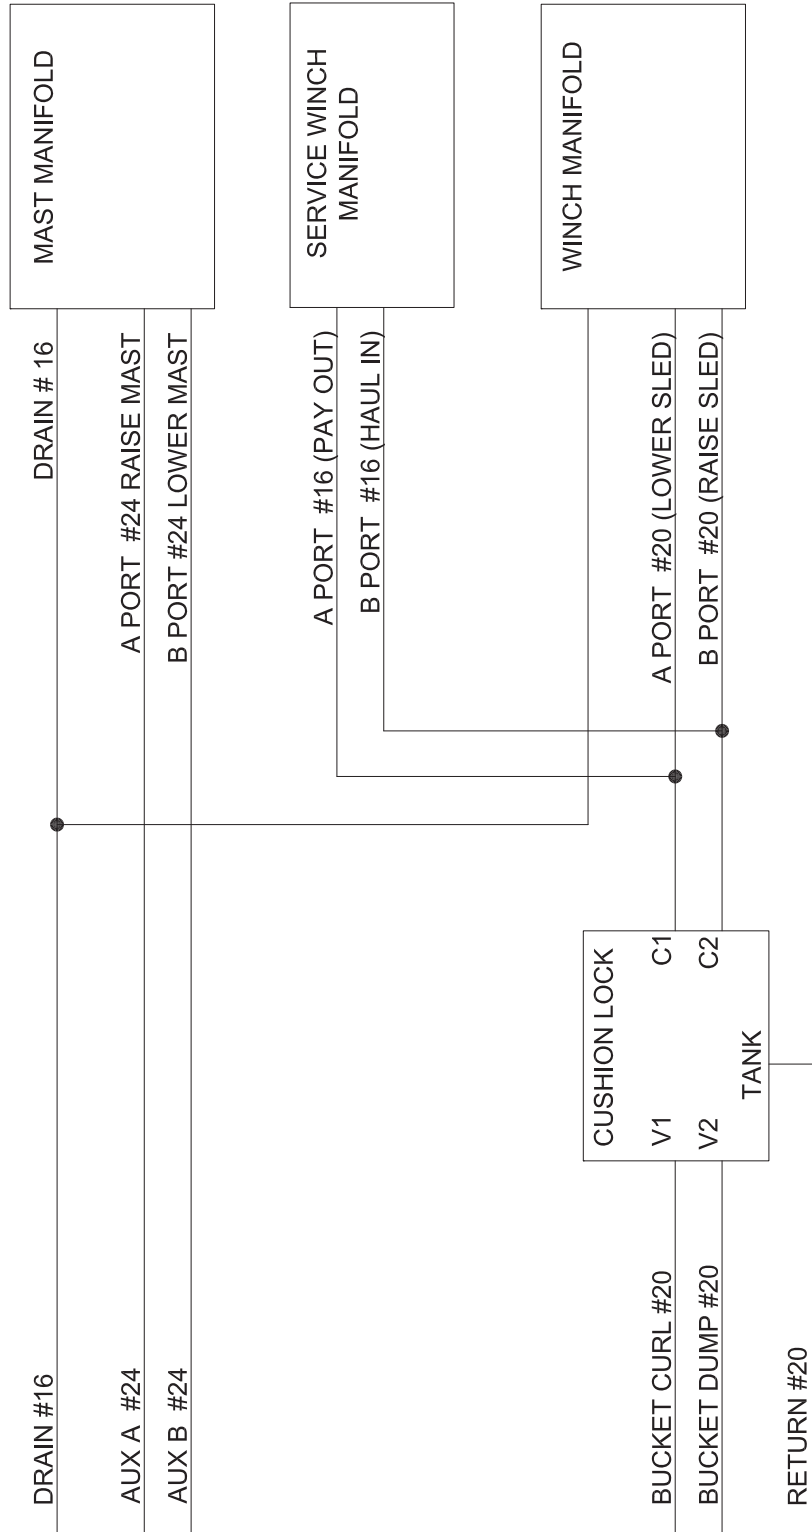 MAST MANIFOLD
SERVICE WINCH
MANIFOLD
WINCH MANIFOLD
DRAIN # 16
A PORT #24 RAISE MAST
B PORT #24 LOWER MAST
A PORT #16 (PAY OUT)
B PORT #16 (HAUL IN)
A PORT #20 (LOWER SLED)
B PORT #20 (RAISE SLED)
CUSHION LOCK
C1
C2
V1
V2
TANK
DRAIN #16
AUX A #24
AUX B #24
BUCKET CURL #20
BUCKET DUMP #20
RETURN #20